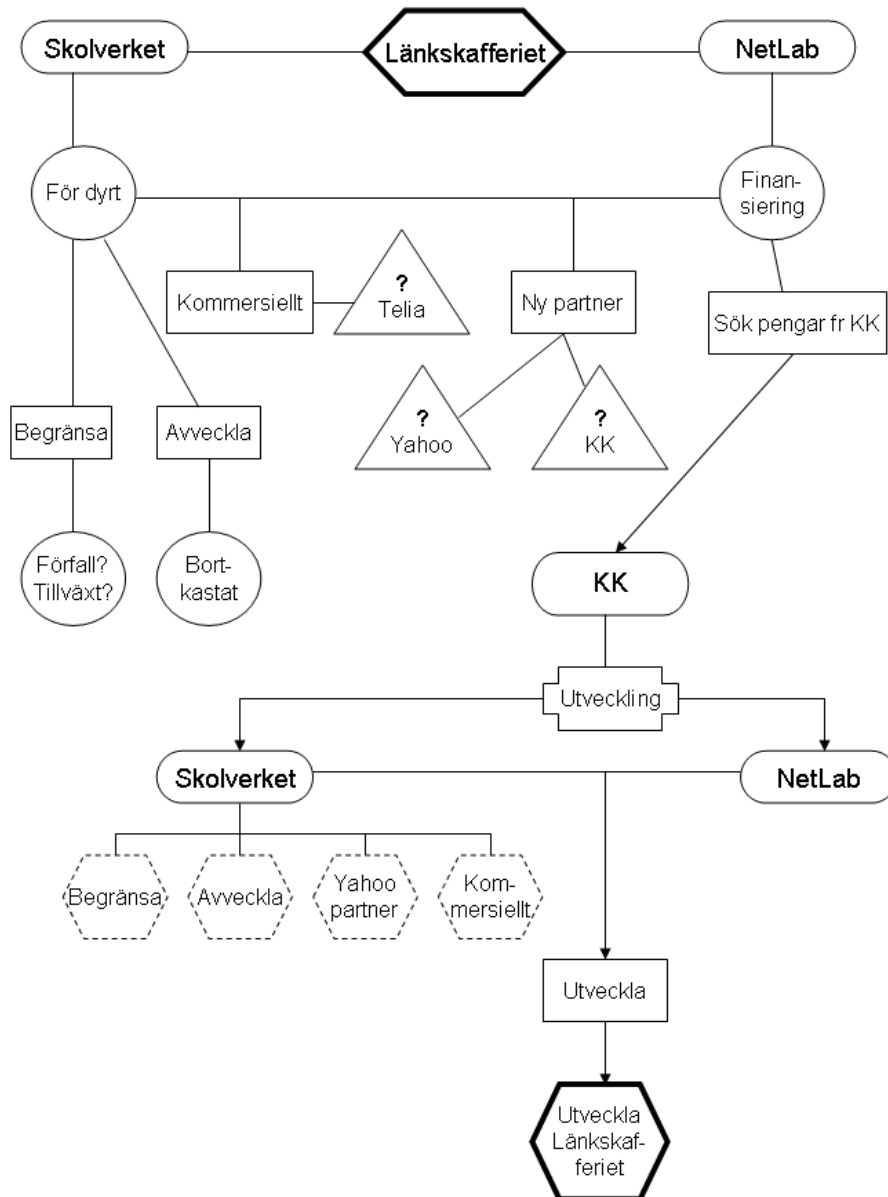 Skolverket
Länkskafferiet
NetLab
För dyrt
Finan-
siering
Kommersiellt
?
Telia
Ny partner
Sök pengar fr KK
?
Yahoo
?
KK
Begränsa
Avveckla
Förfall?
Tillväxt?
Bort-
kastat
KK
Utveckling
Skolverket
NetLab
Begränsa
Avveckla
Yahoo
partner
Kom-
mersiellt
Utveckla
Utveckla
Länkskaf-
feriet